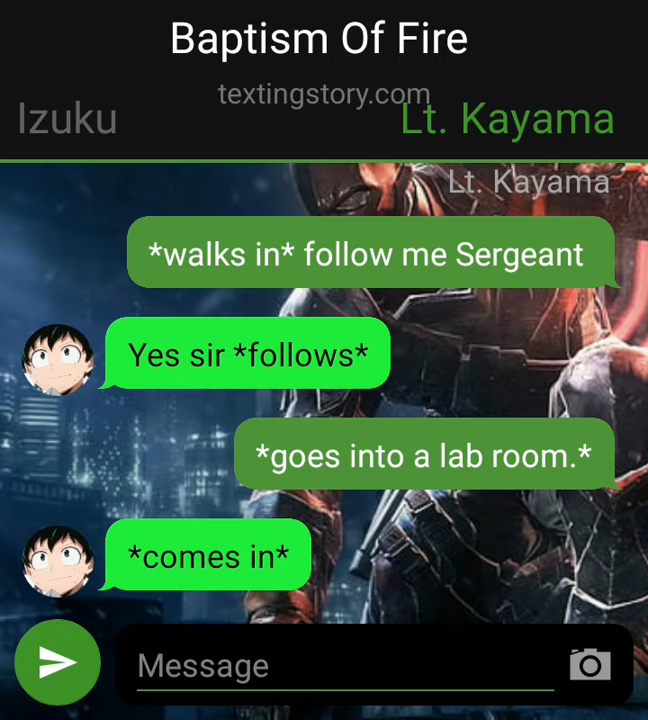 Baptism Of Fire
textingstory.com
Izuku
Lt. Kayama
Lt. Kayama
*walks in* follow me Sergeant
Yes sir *follows*
*goes into a lab room.*
*comes in*
Message